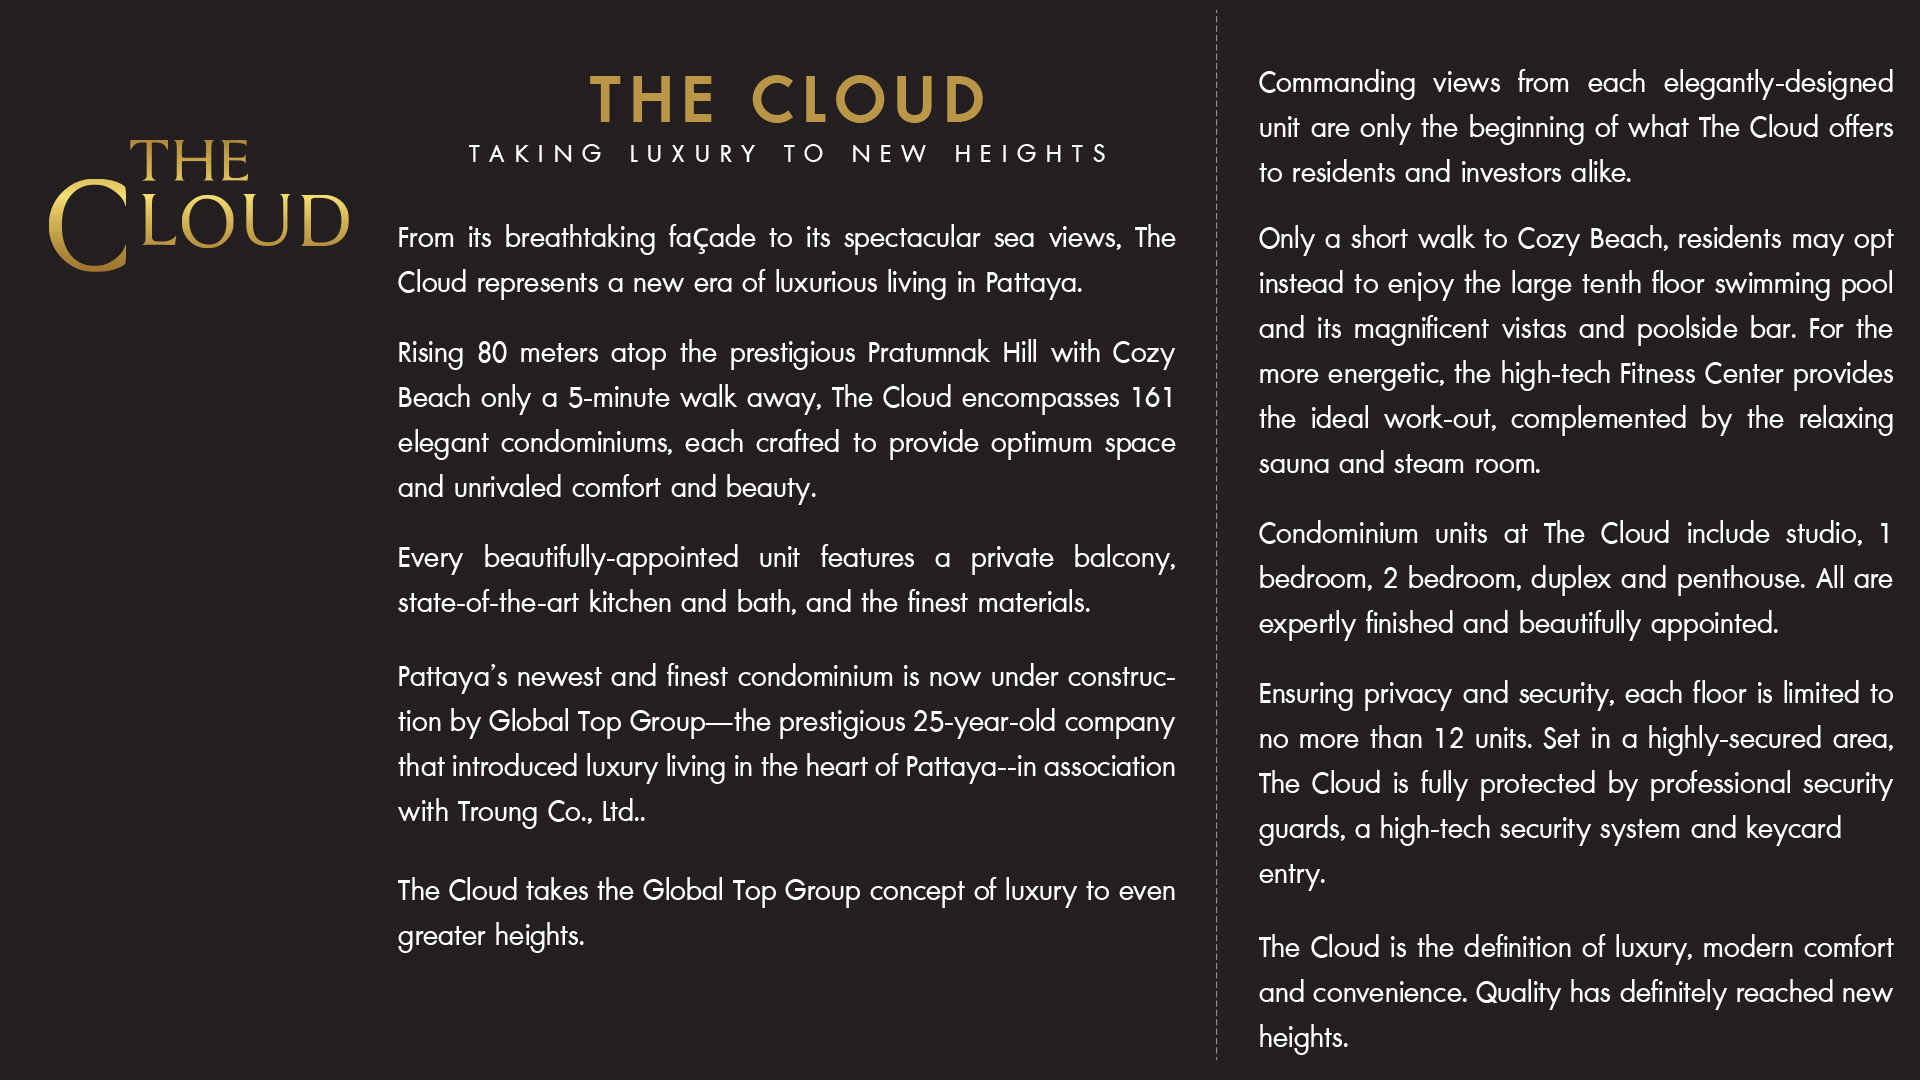 THE
CLOUD
THE CLOUD
TAKING LUXURY TO NEW HEIGHTS
From its breathtaking faÇade to its spectacular sea views, The
Cloud represents a new era of luxurious living in Pattaya.
Rising 80 meters atop the prestigious Pratumnak Hill with Cozy
Beach only a 5-minute walk away, The Cloud encompasses 161
elegant condominiums, each crafted to provide optimum space
and unrivaled comfort and beauty.
Every beautifully-appointed unit features a private balcony,
state-of-the-art kitchen and bath, and the finest materials.
Pattaya’s newest and finest condominium is now under construc-
tion by Global Top Group—the prestigious 25-year-old company
that introduced luxury living in the heart of Pattaya--in association
with Troung Co., Ltd..
The Cloud takes the Global Top Group concept of luxury to even
greater heights.
Commanding views from each elegantly-designed
unit are only the beginning of what The Cloud offers
to residents and investors alike.
Only a short walk to Cozy Beach, residents may opt
instead to enjoy the large tenth floor swimming pool
and its magnificent vistas and poolside bar. For the
more energetic, the high-tech Fitness Center provides
the ideal work-out, complemented by the relaxing
sauna and steam room.
Condominium units at The Cloud include studio, 1
bedroom, 2 bedroom, duplex and penthouse. All are
expertly finished and beautifully appointed.
Ensuring privacy and security, each floor is limited to
no more than 12 units. Set in a highly-secured area,
The Cloud is fully protected by professional security
guards, a high-tech security system and keycard
entry.
The Cloud is the definition of luxury, modern comfort
and convenience. Quality has definitely reached new
heights.